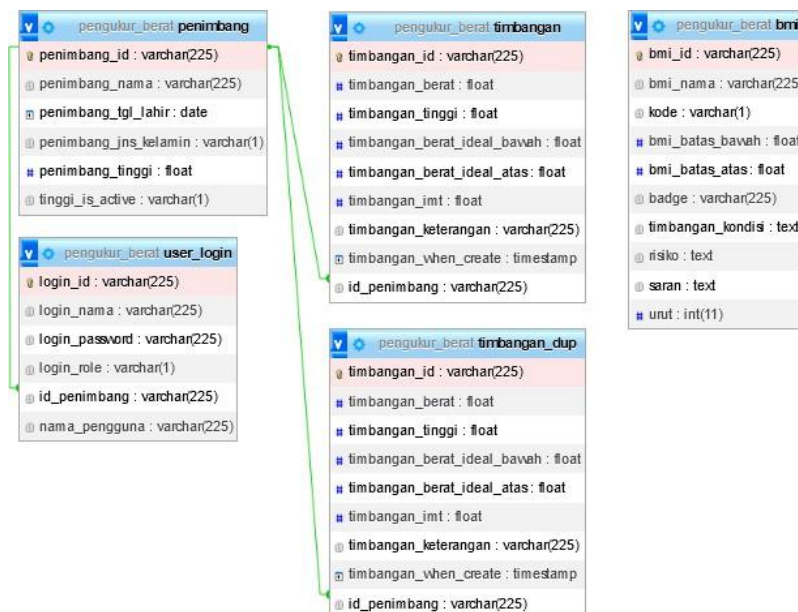 pengukur_berat penimbang
penimbang_id : varchar(225)
penimbang_nama : varchar(225)
penimbang_tgl_lahir : date
penimbang_jns_kelamin : varchar(1)
penimbang_tinggi : float
tinggi_is_active : varchar(1)
pengukur_berat user_login
login_id : varchar(225)
login_nama : varchar(225)
login_password : varchar(225)
login_role : varchar(1)
id_penimbang : varchar(225)
nama_pengguna : varchar(225)
pengukur_berat timbangan
timbangan_id : varchar(225)
timbangan_berat : float
timbangan_tinggi : float
timbangan_berat_ideal_bawah : float
timbangan_berat_ideal_atas : float
timbangan_imt : float
timbangan_keterangan : varchar(225)
timbangan_when_create : timestamp
id_penimbang : varchar(225)
pengukur_berat timbangan_dup
timbangan_id : varchar(225)
timbangan_berat : float
timbangan_tinggi : float
timbangan_berat_ideal_bawah : float
timbangan_berat_ideal_atas : float
timbangan_imt : float
timbangan_keterangan : varchar(225)
timbangan_when_create : timestamp
id_penimbang : varchar(225)
pengukur_berat bmi
bmi_id : varchar(225)
bmi_nama : varchar(225
kode : varchar(1)
bmi_batas_bawah : float
bmi_batas_atas : float
badge : varchar(225)
timbangan_kondisi : text
risiko : text
saran : text
urut : int(11)